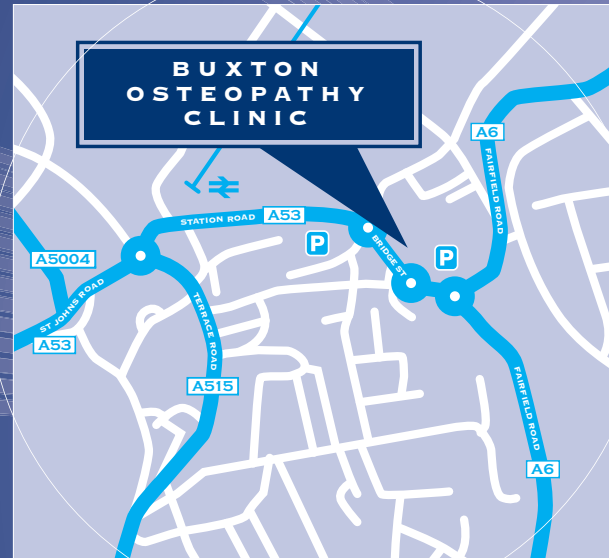 BUXTON
OSTEOPATHY
CLINIC
A6
FAIRFIELD ROAD
STATION ROAD
A53
P
BRIDGE ST
P
A5004
ST JOHNS ROAD
A53
TERRACE ROAD
A515
FAIRFIELD ROAD
A6